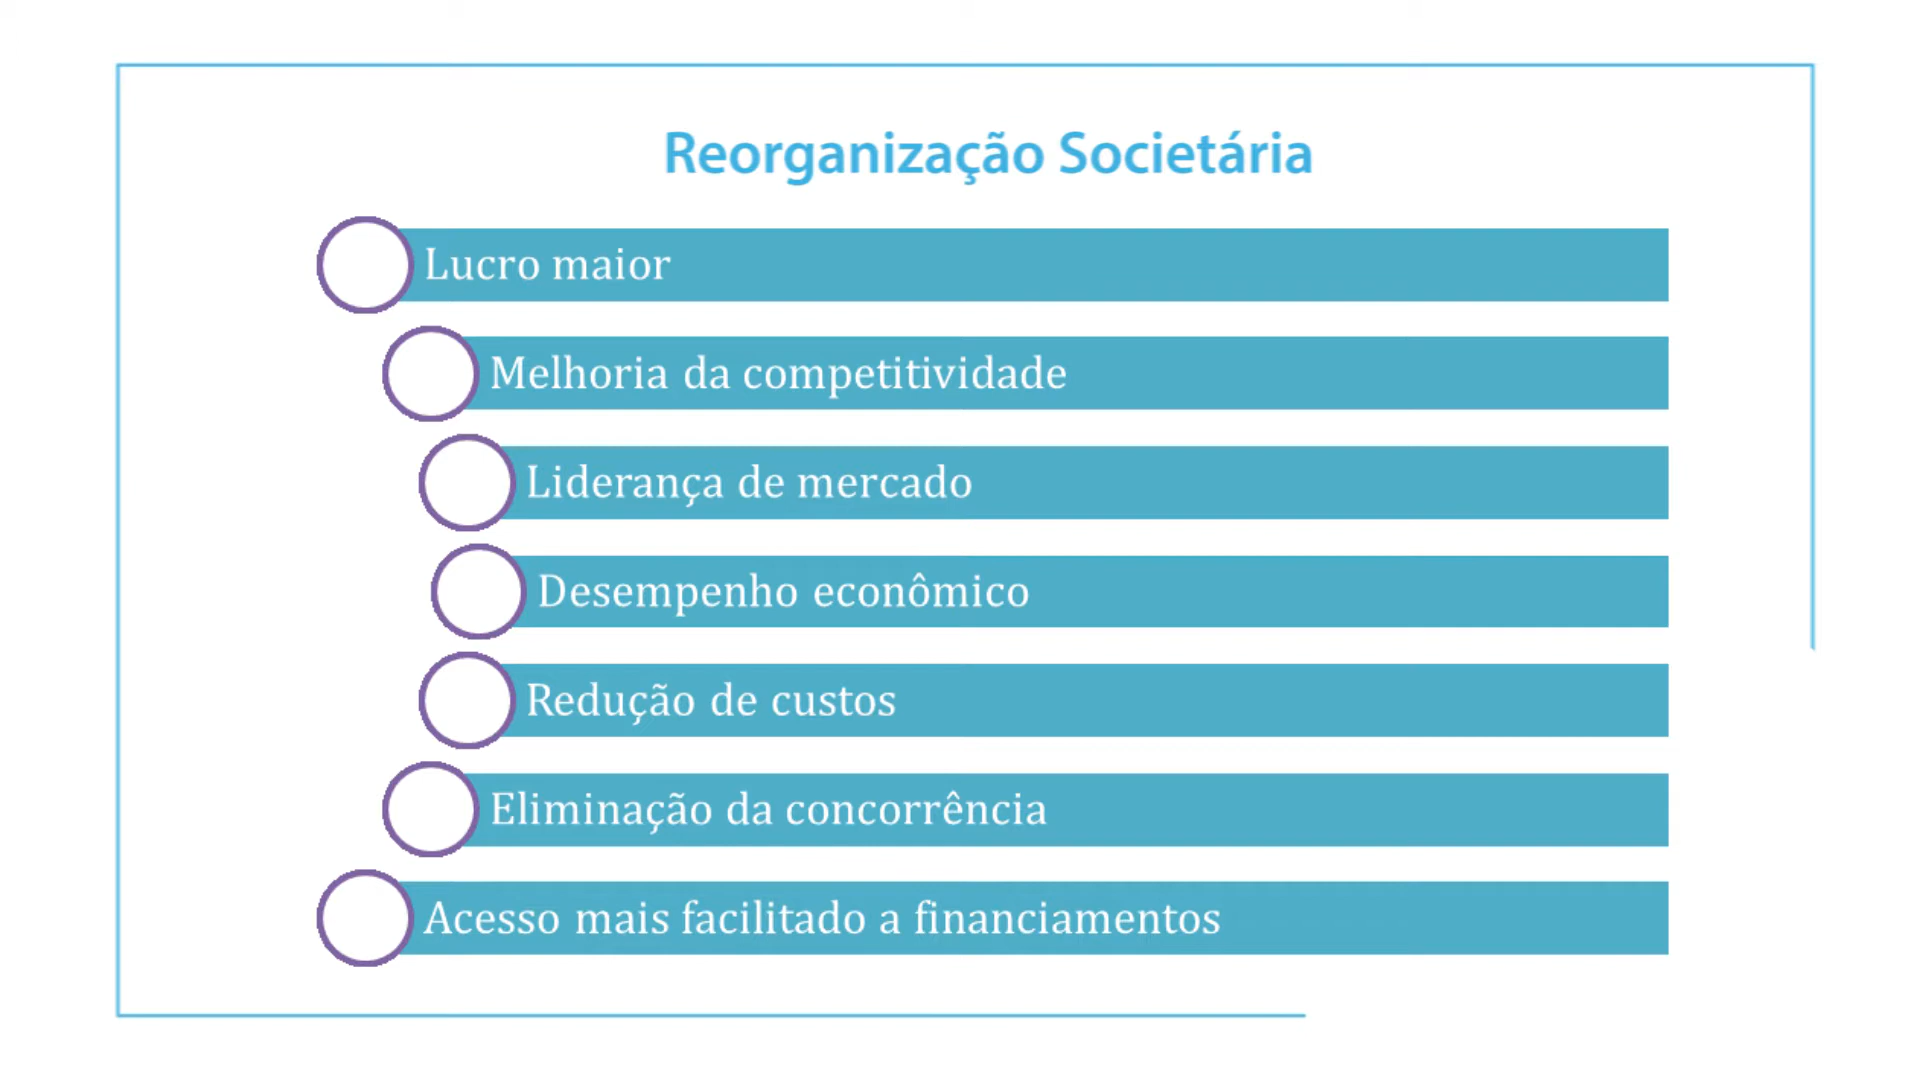 Reorganização Societária
Lucro maior
Melhoria da competitividade
Liderança de mercado
Desempenho econômico
Redução de custos
Eliminação da concorrência
Acesso mais facilitado a financiamentos